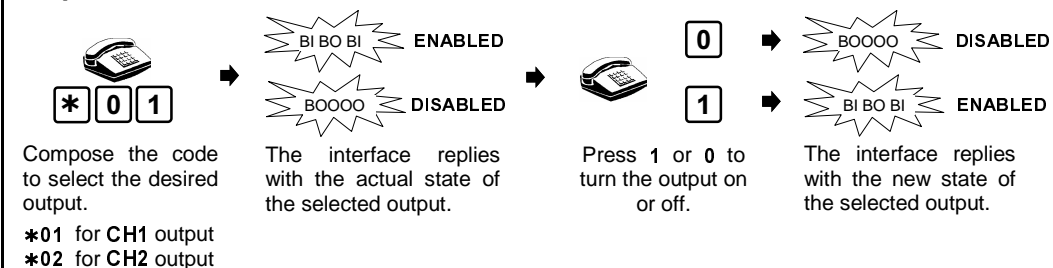 BI BO BI ENABLED
BOOOO DISABLED
* 0 1
0 BOOOO DISABLED
1 BI BO BI ENABLED
Compose the code
to select the desired
output.
*01 for CH1 output
*02 for CH2 output
The interface replies
with the actual state of
the selected output.
Press 1 or 0 to
turn the output on
or off.
The interface replies
with the new state of
the selected output.